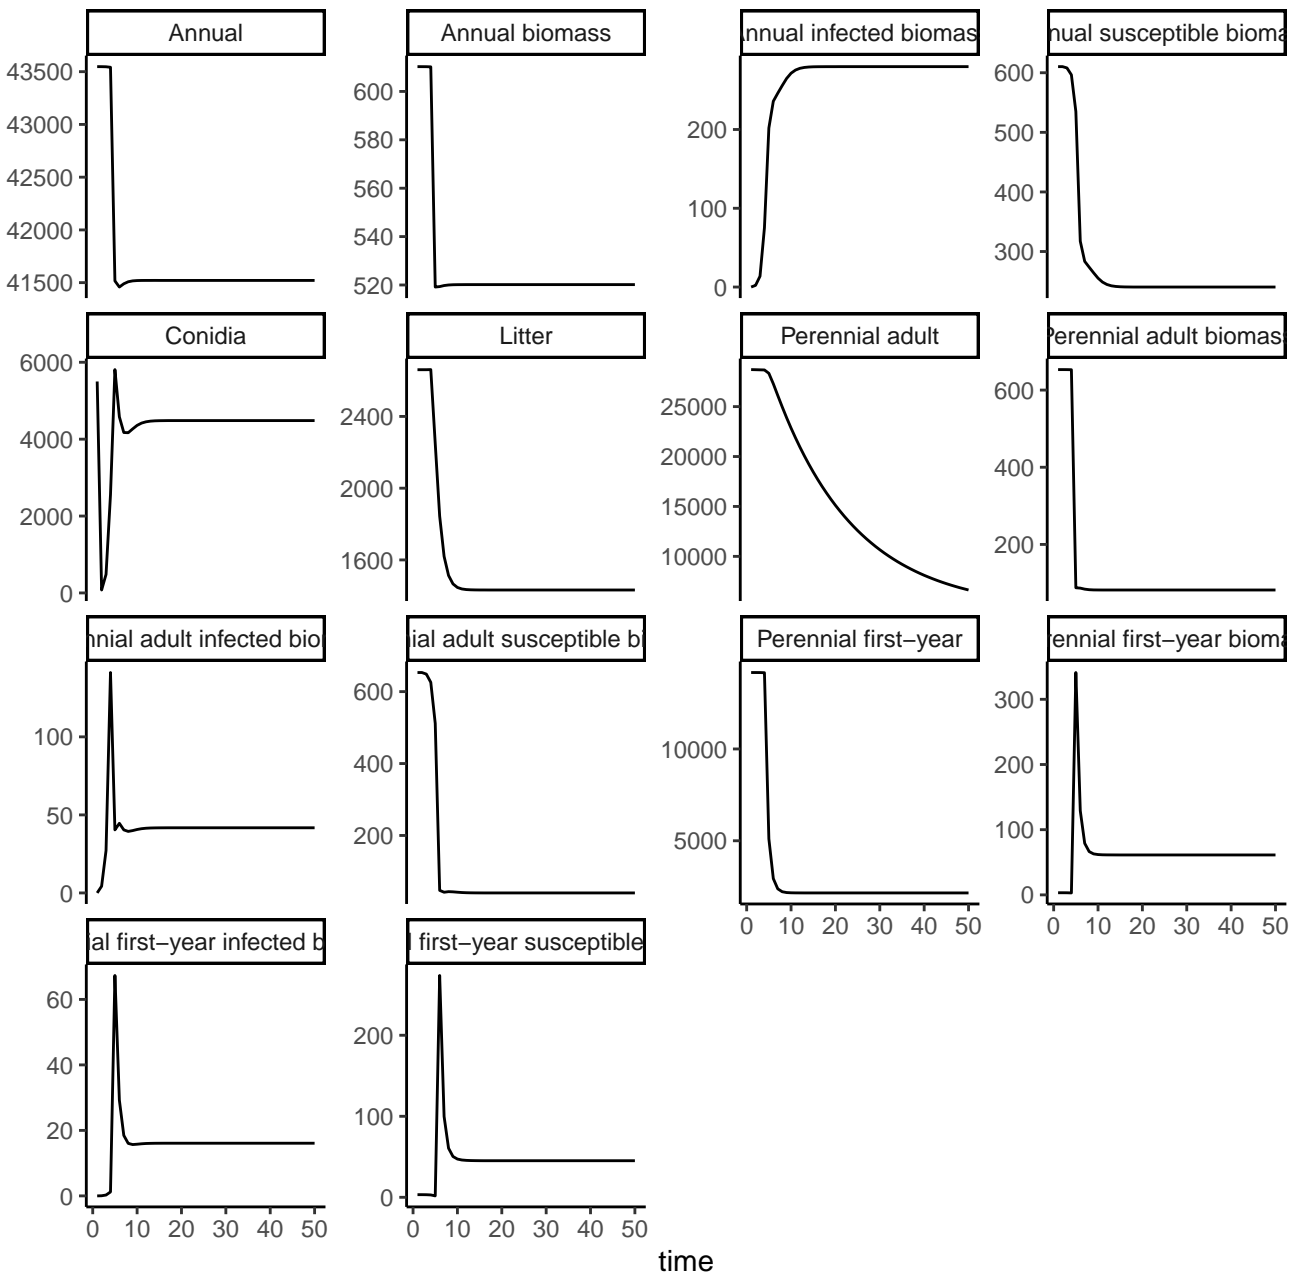 Annual
Annual biomass
nnual infected biomas
nual susceptible bioma
43500
43000
42500
42000
41500
600
580
560
540
520
200
100
0
600
500
400
300
Conidia
Litter
Perennial adult
Perennial adult biomass
6000
4000
2000
0
2400
2000
1600
25000
20000
15000
10000
600
400
200
nnial adult infected bior
ial adult susceptible bi
Perennial first−year
rennial first−year bioma
100
50
0
600
400
200
10000
5000
300
200
100
0
0 10 20 30 40 50
0 10 20 30 40 50
ial first−year infected b
l first−year susceptible
60
40
20
0
200
100
0
0 10 20 30 40 50
0 10 20 30 40 50
time